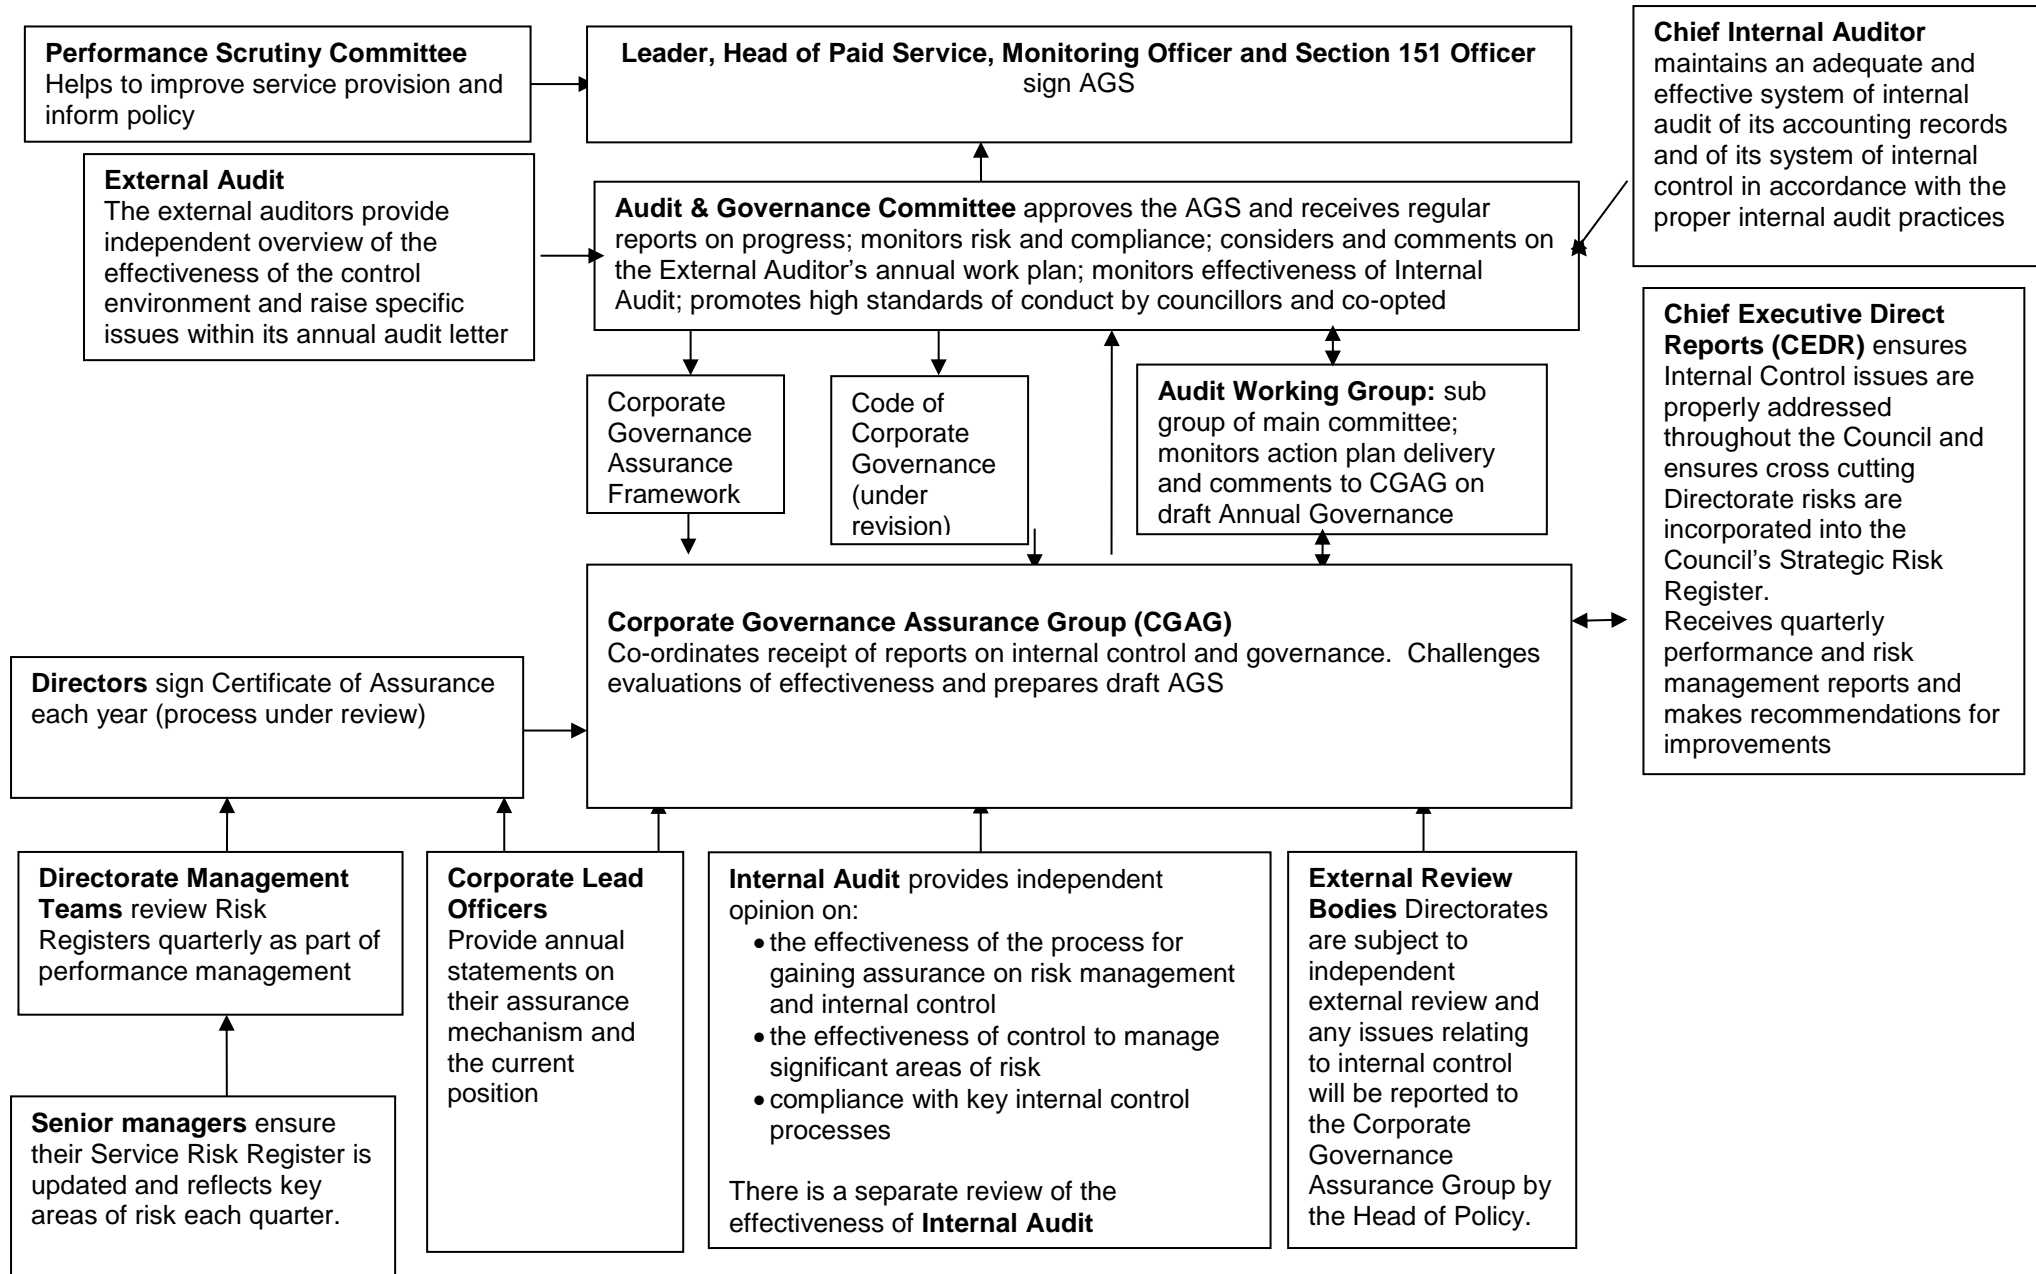 Performance Scrutiny Committee
Helps to improve service provision and
inform policy
Leader, Head of Paid Service, Monitoring Officer and Section 151 Officer
sign AGS
Chief Internal Auditor
maintains an adequate and
effective system of internal
audit of its accounting records
and of its system of internal
control in accordance with the
proper internal audit practices
External Audit
The external auditors provide
independent overview of the
effectiveness of the control
environment and raise specific
issues within its annual audit letter
Audit & Governance Committee approves the AGS and receives regular
reports on progress; monitors risk and compliance; considers and comments on
the External Auditor's annual work plan; monitors effectiveness of Internal
Audit; promotes high standards of conduct by councillors and co-opted
Chief Executive Direct
Reports (CEDR) ensures
Internal Control issues are
properly addressed
throughout the Council and
ensures cross cutting
Directorate risks are
incorporated into the
Council's Strategic Risk
Register.
Receives quarterly
performance and risk
management reports and
makes recommendations for
improvements
Corporate
Governance
Assurance
Framework
Code of
Corporate
Governance
(under
revision)
Audit Working Group: sub
group of main committee;
monitors action plan delivery
and comments to CGAG on
draft Annual Governance
Corporate Governance Assurance Group (CGAG)
Co-ordinates receipt of reports on internal control and governance.  Challenges
evaluations of effectiveness and prepares draft AGS
Directors sign Certificate of Assurance
each year (process under review)
Directorate Management
Teams review Risk
Registers quarterly as part of
performance management
Senior managers ensure
their Service Risk Register is
updated and reflects key
areas of risk each quarter.
Corporate Lead
Officers
Provide annual
statements on
their assurance
mechanism and
the current
position
Internal Audit provides independent
opinion on:
• the effectiveness of the process for
gaining assurance on risk management
and internal control
• the effectiveness of control to manage
significant areas of risk
• compliance with key internal control
processes
There is a separate review of the
effectiveness of Internal Audit
External Review
Bodies Directorates
are subject to
independent
external review and
any issues relating
to internal control
will be reported to
the Corporate
Governance
Assurance Group by
the Head of Policy.